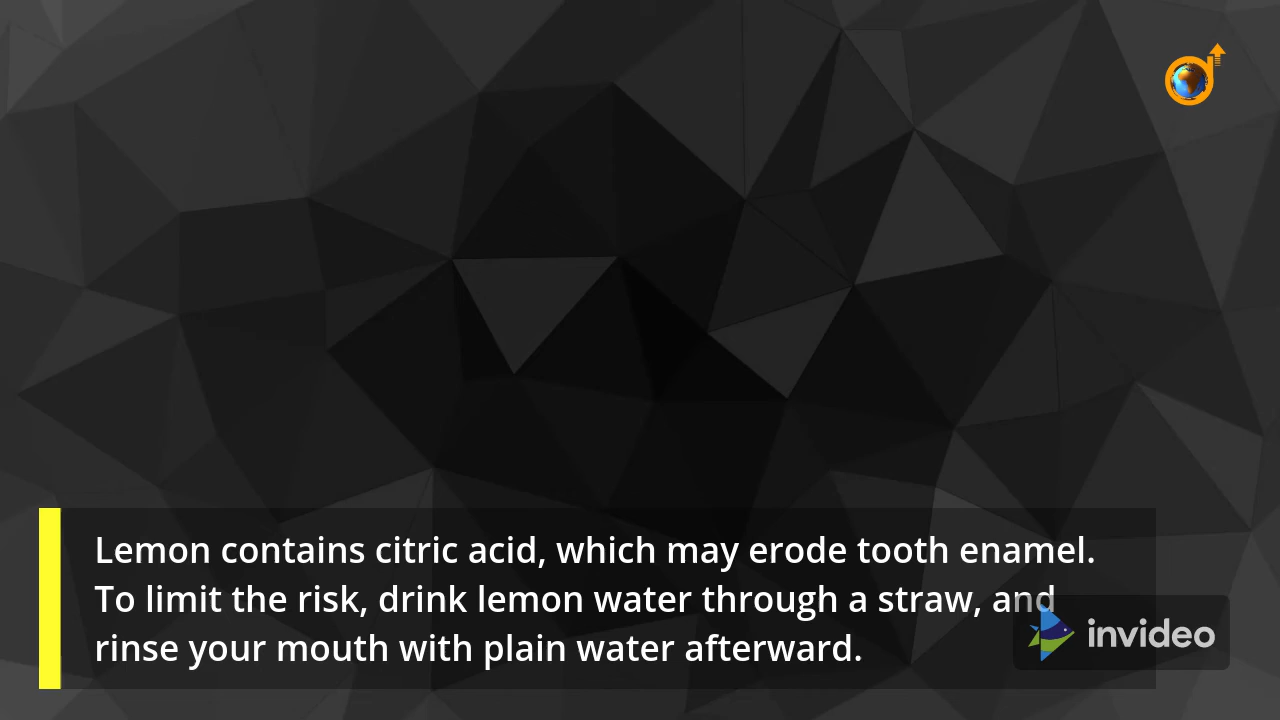 Lemon contains citric acid, which may erode tooth enamel.
To limit the risk, drink lemon water through a straw, and
rinse your mouth with plain water afterward.
invideo